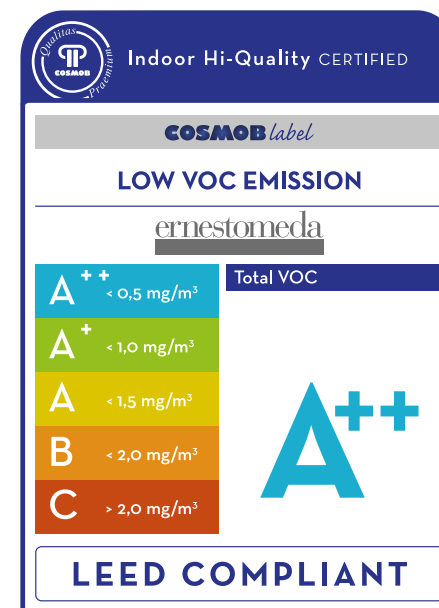 Qualitas
COSMOB
Praemium
Indoor Hi-Quality CERTIFIED
COSMOB label
LOW VOC EMISSION
ernestomeda
A++ < 0,5 mg/m³
A+ < 1,0 mg/m³
A < 1,5 mg/m³
B < 2,0 mg/m³
C > 2,0 mg/m³
Total VOC
A++
LEED COMPLIANT